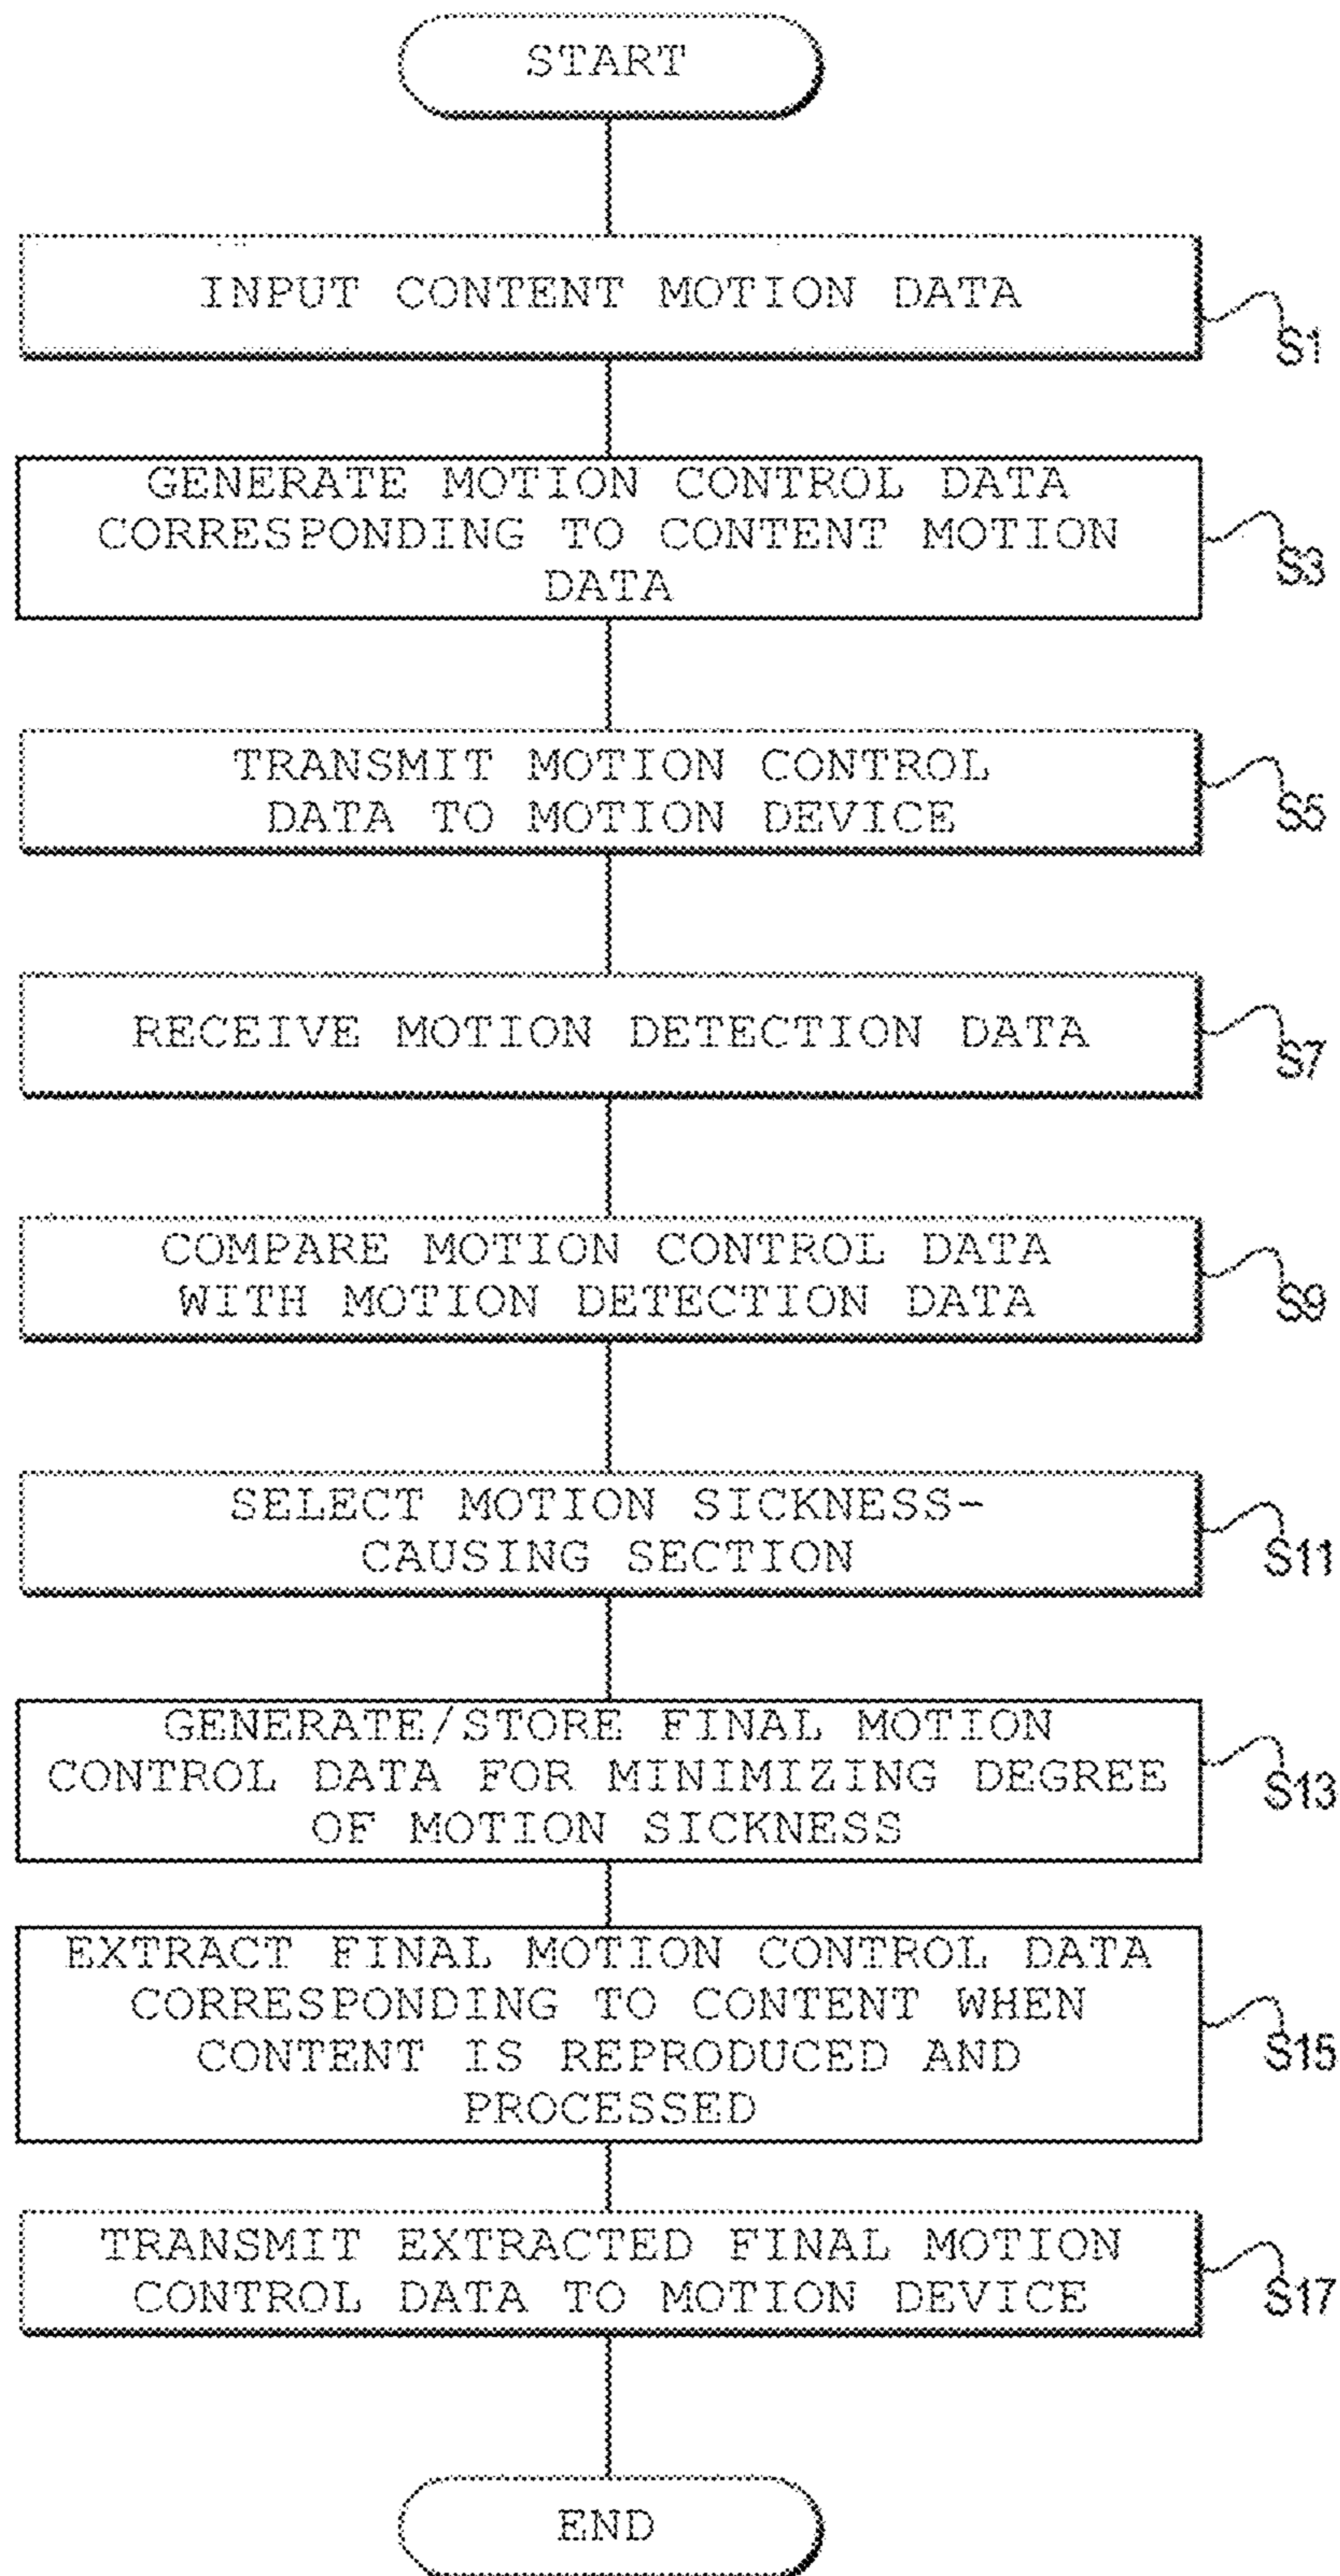 START
INPUT CONTENT MOTION DATA
S1
GENERATE MOTION CONTROL DATA
CORRESPONDING TO CONTENT MOTION
DATA
S3
TRANSMIT MOTION CONTROL
DATA TO MOTION DEVICE
S5
RECEIVE MOTION DETECTION DATA
S7
COMPARE MOTION CONTROL DATA
WITH MOTION DETECTION DATA
S9
SELECT MOTION SICKNESS-
CAUSING SECTION
S11
GENERATE/STORE FINAL MOTION
CONTROL DATA FOR MINIMIZING DEGREE
OF MOTION SICKNESS
S13
EXTRACT FINAL MOTION CONTROL DATA
CORRESPONDING TO CONTENT WHEN
CONTENT IS REPRODUCED AND
PROCESSED
S15
TRANSMIT EXTRACTED FINAL MOTION
CONTROL DATA TO MOTION DEVICE
S17
END